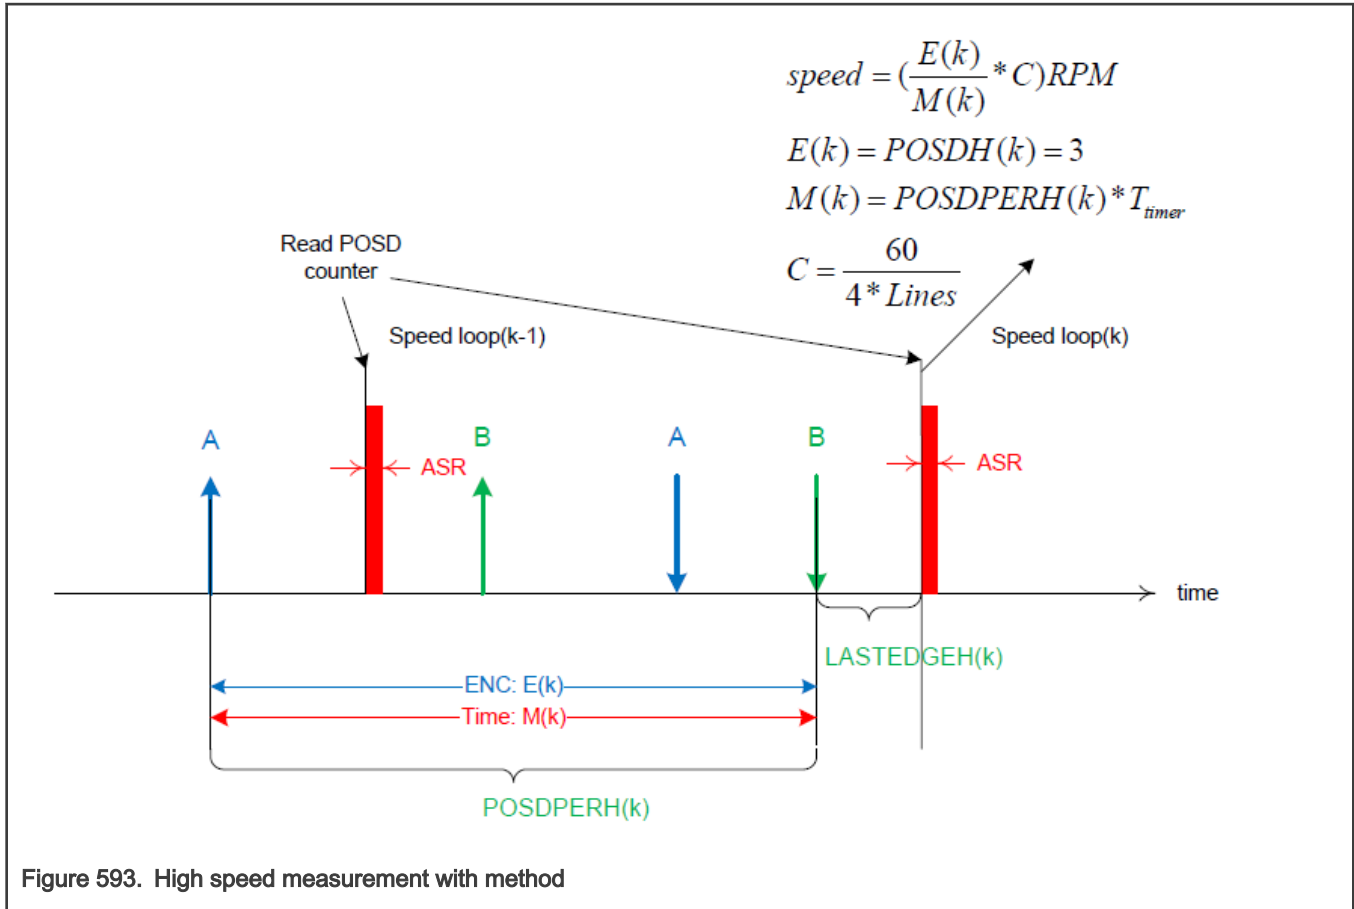 speed = (E(k)/M(k) * C)RPM
E(k) = POSDH(k) = 3
M(k) = POSDPERH(k) * T_timer
C = 60/(4 * Lines)
Read POSD
counter
Speed loop(k-1)
Speed loop(k)
A
B
A
B
ASR
ASR
time
LASTEDGEH(k)
ENC: E(k)
Time: M(k)
POSDPERH(k)
Figure 593. High speed measurement with method